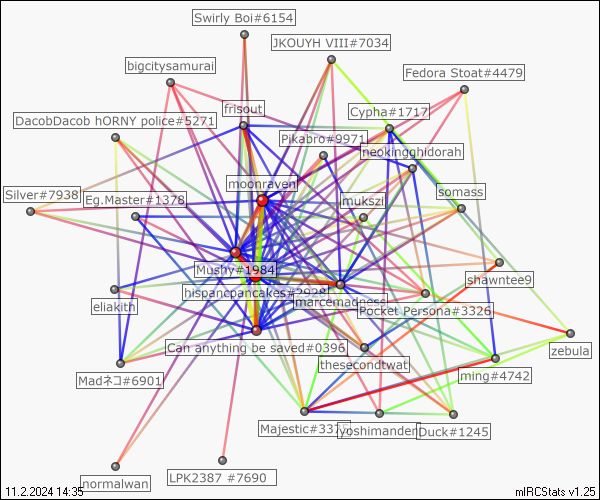 Swirly Boi#6154
JKOUYH VIII#7034
bigcitysamurai
Fedora Stoat#4479
frisout
Cypha#1717
DacobDacob hORNY police#5271
Pikabro#9971
neokingghidorah
moonraven
Silver#7938
Eg.Master#1378
mukszi
somass
Mushy#1984
shawntee9
hispanicpancakes#2928
marcemadness
eliakith
Pocket Persona#3326
Can anything be saved#0396
zebula
thesecondtwat
Madネコ#6901
ming#4742
Majestic#3375
yoshimanden
Duck#1245
normalwan
LPK2387 #7690
11.2.2024 14:35
mIRCStats v1.25